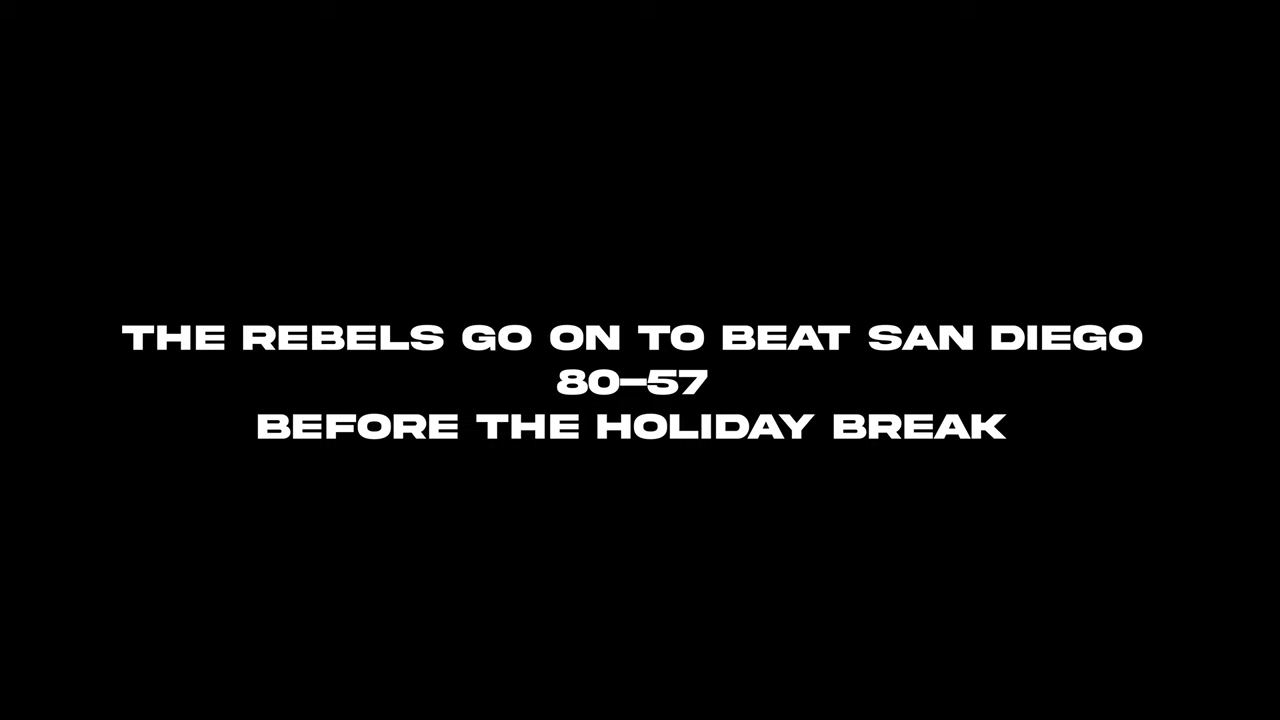 THE REBELS GO ON TO BEAT SAN DIEGO
80–57
BEFORE THE HOLIDAY BREAK